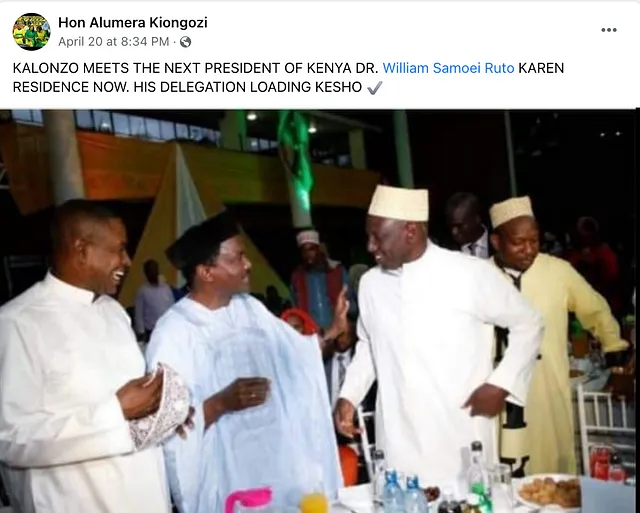 Hon Alumera Kiongozi
April 20 at 8:34 PM ·
KALONZO MEETS THE NEXT PRESIDENT OF KENYA DR. William Samoei Ruto KAREN
RESIDENCE NOW. HIS DELEGATION LOADING KESHO ✔